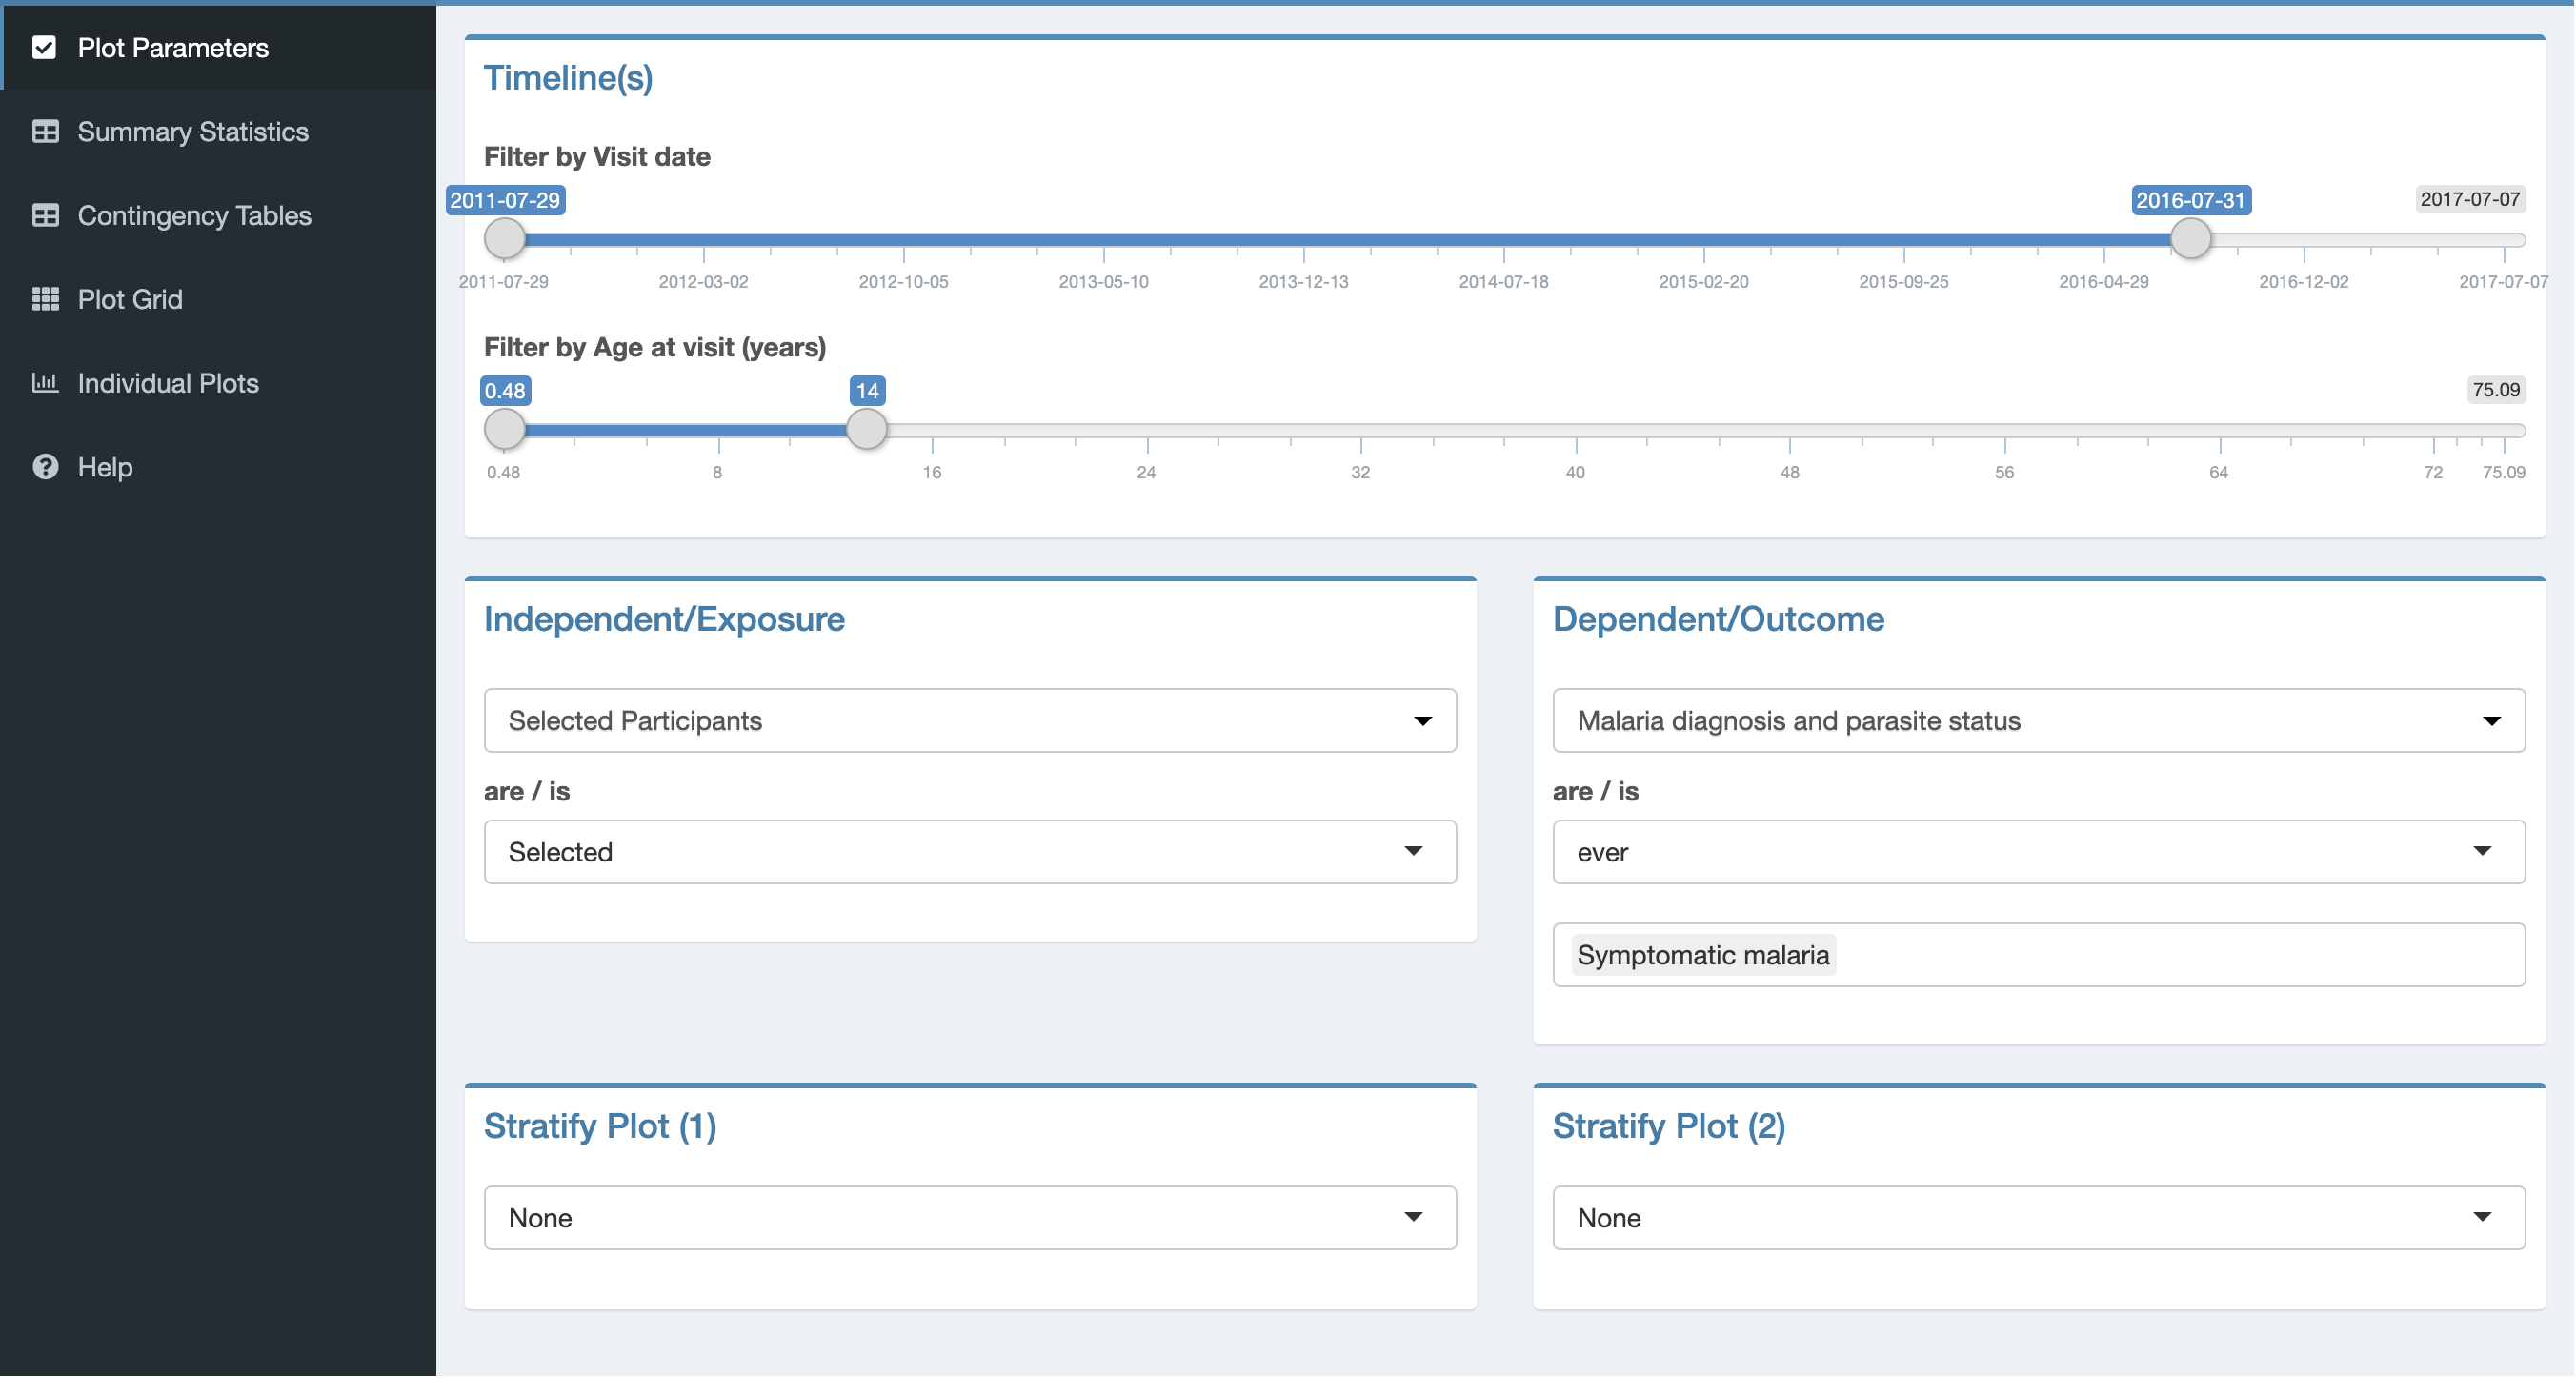 Plot Parameters
Summary Statistics
Contingency Tables
Plot Grid
Individual Plots
Help
Timeline(s)
Filter by Visit date
2011-07-29 2016-07-31 2017-07-07
2011-07-29 2012-03-02 2012-10-05 2013-05-10 2013-12-13 2014-07-18 2015-02-20 2015-09-25 2016-04-29 2016-12-02 2017-07-07
Filter by Age at visit (years)
0.48 14 75.09
0.48 8 16 24 32 40 48 56 64 72 75.09
Independent/Exposure
Selected Participants
are / is
Selected
Dependent/Outcome
Malaria diagnosis and parasite status
are / is
ever
Symptomatic malaria
Stratify Plot (1)
None
Stratify Plot (2)
None